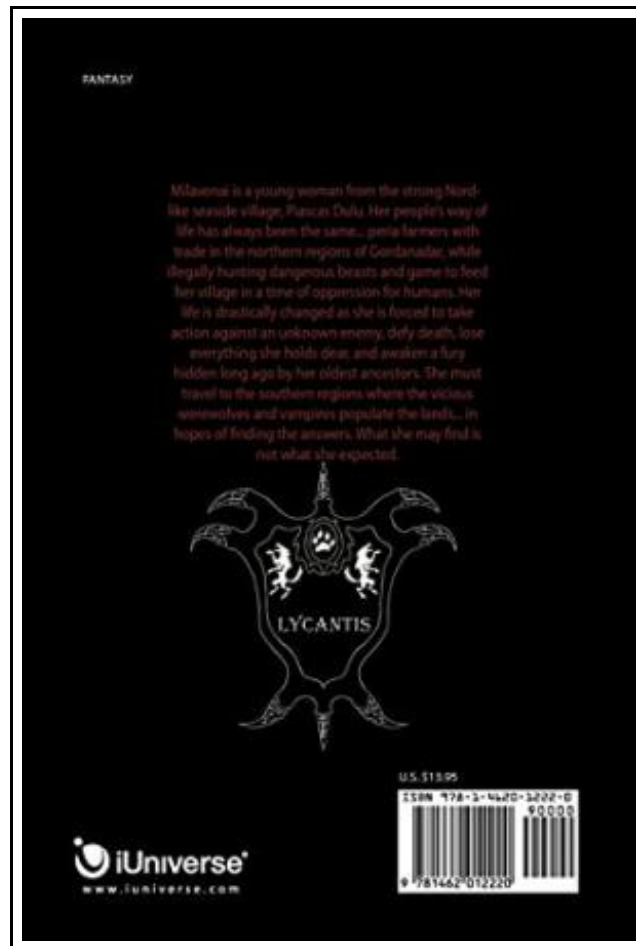 FANTASY
Milavenai is a young woman from the strong Nord-
like seaside village, Piascas Dulu. Her people's way of
life has always been the same... peria farmers with
trade in the northern regions of Gordanadar, while
illegally hunting dangerous beasts and game to feed
her village in a time of oppression for humans. Her
life is drastically changed as she is forced to take
action against an unknown enemy, defy death, lose
everything she holds dear, and awaken a fury
hidden long ago by her oldest ancestors. She must
travel to the southern regions where the vicious
werewolves and vampires populate the lands... in
hopes of finding the answers. What she may find is
not what she expected.
LYCANTIS
U.S. $13.95
ISBN 978-1-4620-1222-0
90000
9 781462 012220
iUniverse®
www.iuniverse.com